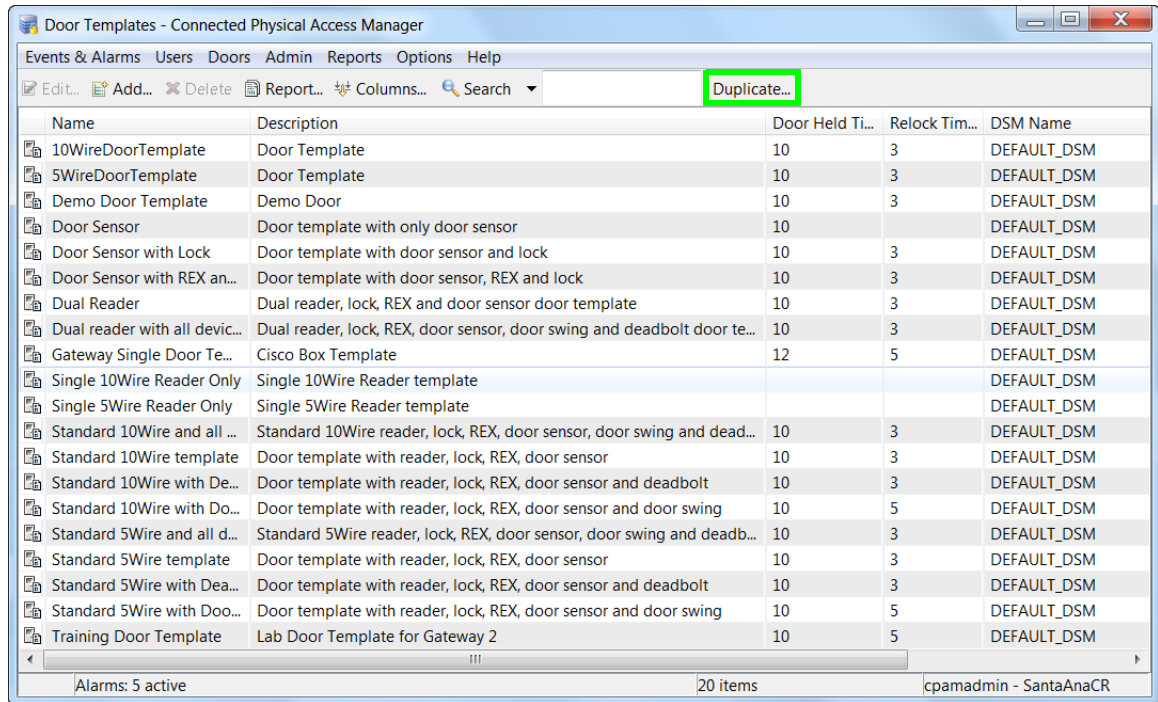 Door Templates - Connected Physical Access Manager
Events & Alarms Users Doors Admin Reports Options Help
Edit... Add... Delete Report... Columns... Search Duplicate...
Name Description Door Held Ti... Relock Tim... DSM Name
10WireDoorTemplate Door Template 10 3 DEFAULT_DSM
5WireDoorTemplate Door Template 10 3 DEFAULT_DSM
Demo Door Template Demo Door 10 3 DEFAULT_DSM
Door Sensor Door template with only door sensor 10 DEFAULT_DSM
Door Sensor with Lock Door template with door sensor and lock 10 3 DEFAULT_DSM
Door Sensor with REX an... Door template with door sensor, REX and lock 10 3 DEFAULT_DSM
Dual Reader Dual reader, lock, REX and door sensor door template 10 3 DEFAULT_DSM
Dual reader with all devic... Dual reader, lock, REX, door sensor, door swing and deadbolt door te... 10 3 DEFAULT_DSM
Gateway Single Door Te... Cisco Box Template 12 5 DEFAULT_DSM
Single 10Wire Reader Only Single 10Wire Reader template DEFAULT_DSM
Single 5Wire Reader Only Single 5Wire Reader template DEFAULT_DSM
Standard 10Wire and all ... Standard 10Wire reader, lock, REX, door sensor, door swing and dead... 10 3 DEFAULT_DSM
Standard 10Wire template Door template with reader, lock, REX, door sensor 10 3 DEFAULT_DSM
Standard 10Wire with De... Door template with reader, lock, REX, door sensor and deadbolt 10 3 DEFAULT_DSM
Standard 10Wire with Do... Door template with reader, lock, REX, door sensor and door swing 10 5 DEFAULT_DSM
Standard 5Wire and all d... Standard 5Wire reader, lock, REX, door sensor, door swing and deadb... 10 3 DEFAULT_DSM
Standard 5Wire template Door template with reader, lock, REX, door sensor 10 3 DEFAULT_DSM
Standard 5Wire with Dea... Door template with reader, lock, REX, door sensor and deadbolt 10 3 DEFAULT_DSM
Standard 5Wire with Doo... Door template with reader, lock, REX, door sensor and door swing 10 5 DEFAULT_DSM
Training Door Template Lab Door Template for Gateway 2 10 5 DEFAULT_DSM
Alarms: 5 active 20 items cpamadmin - SantaAnaCR